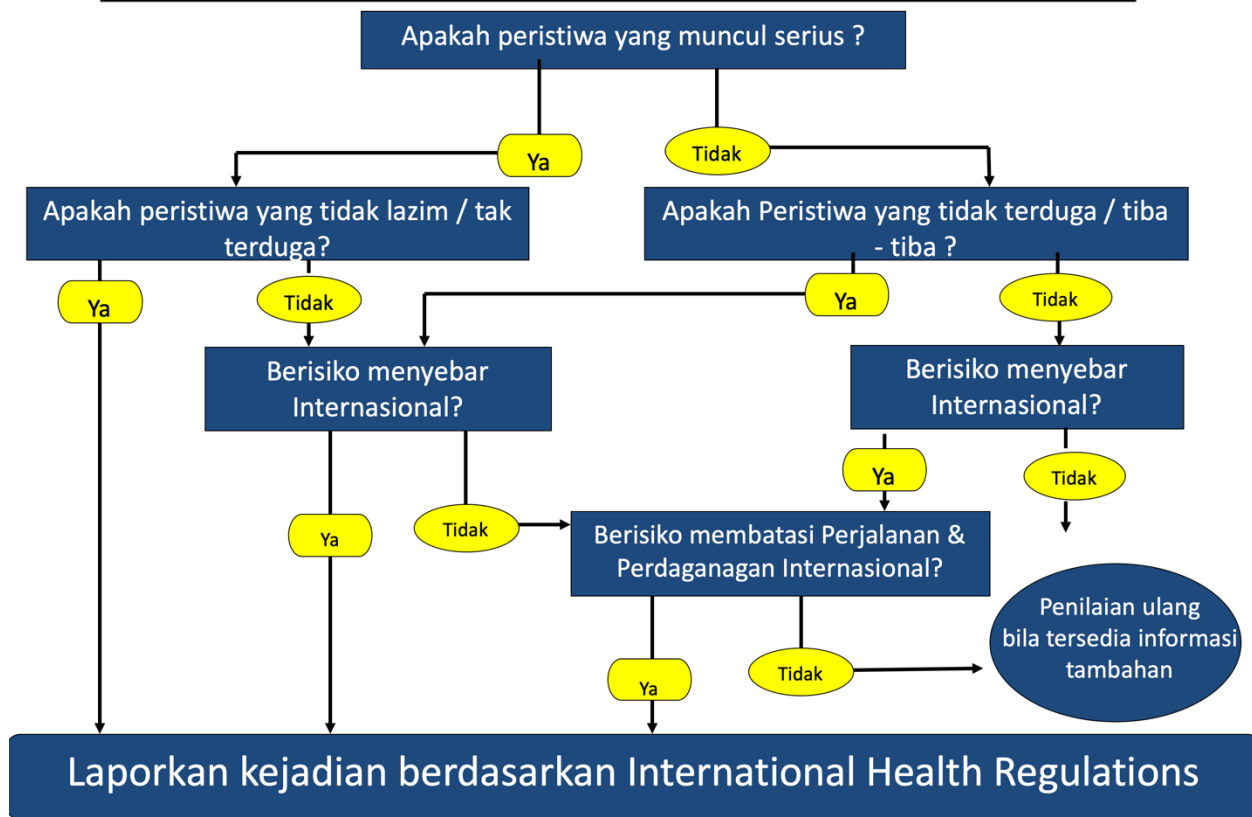 Apakah peristiwa yang muncul serius ?
Ya
Tidak
Apakah peristiwa yang tidak lazim / tak
terduga?
Apakah Peristiwa yang tidak terduga / tiba
- tiba ?
Ya
Tidak
Ya
Tidak
Berisiko menyebar
Internasional?
Berisiko menyebar
Internasional?
Ya
Tidak
Ya
Tidak
Berisiko membatasi Perjalanan &
Perdaganagan Internasional?
Penilaian ulang
bila tersedia informasi
tambahan
Ya
Tidak
Laporkan kejadian berdasarkan International Health Regulations